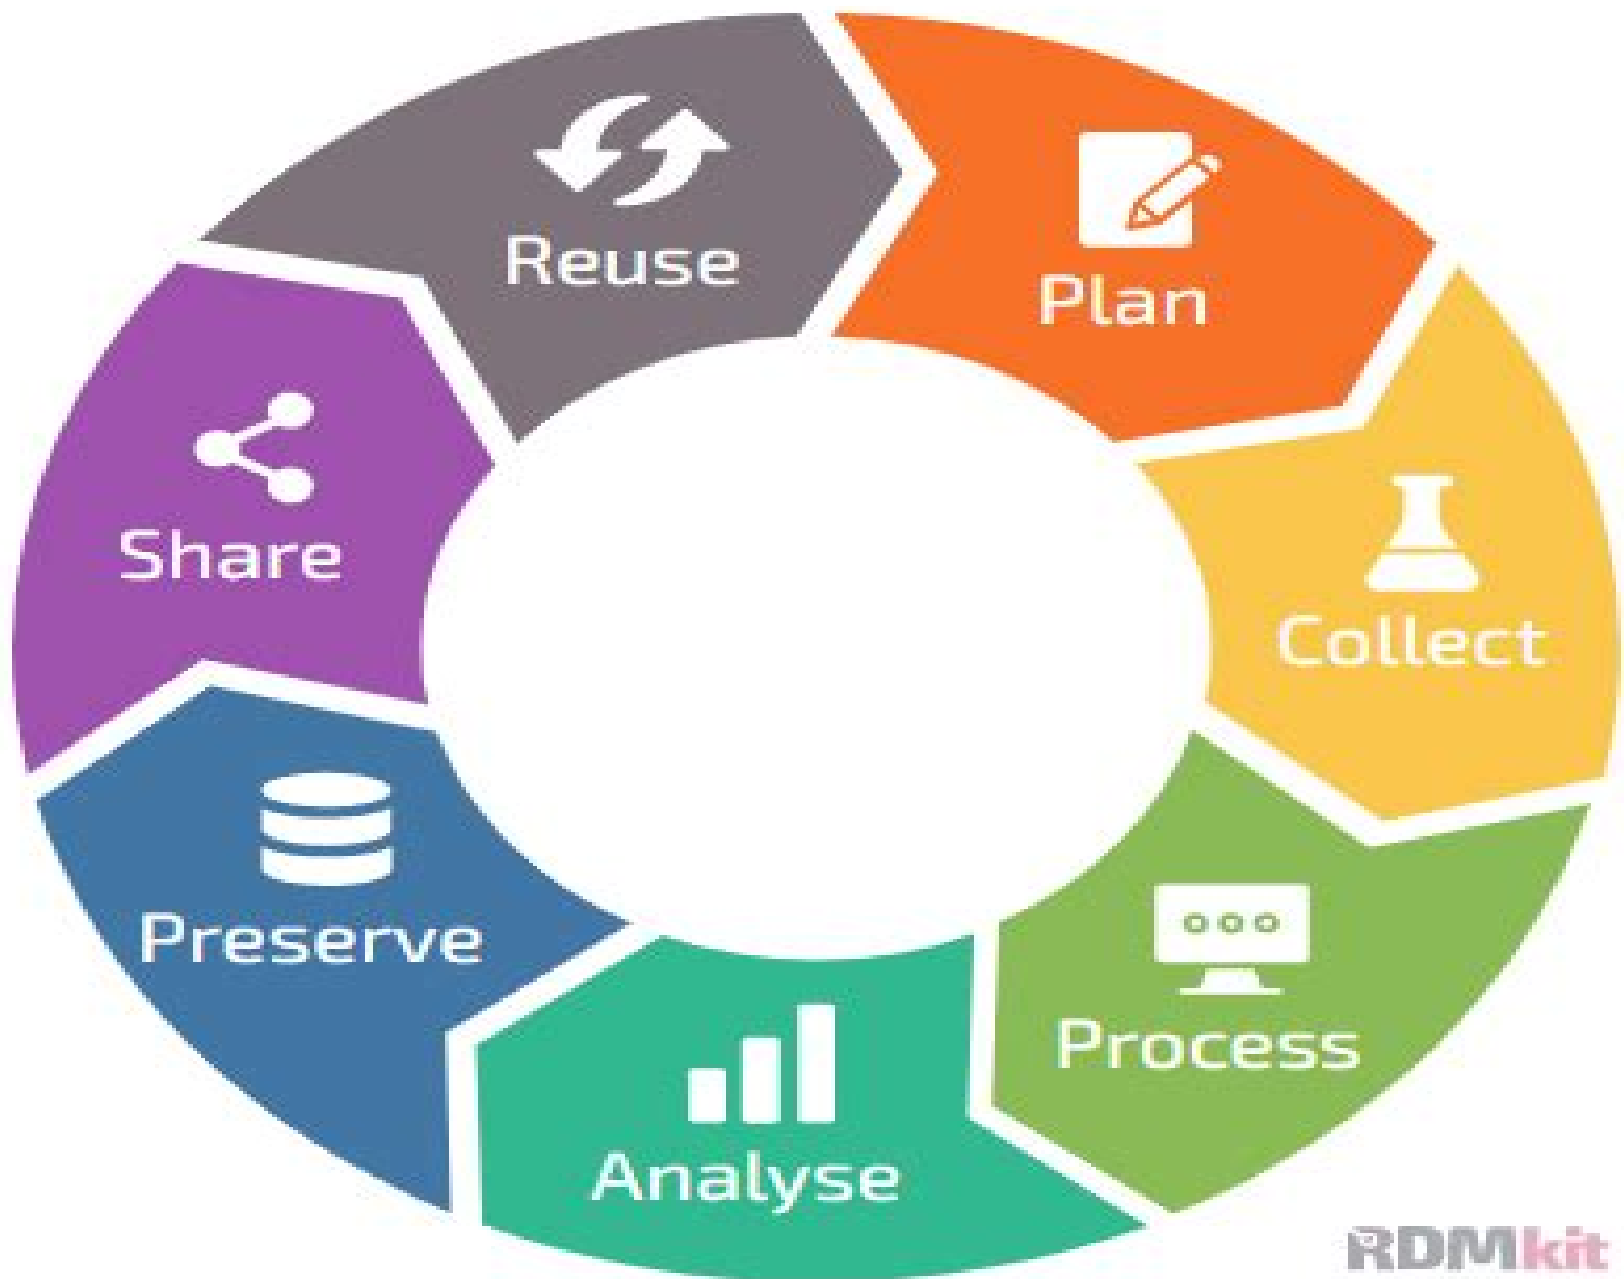 Reuse
Plan
Share
Collect
Preserve
Process
Analyse
RDMkit